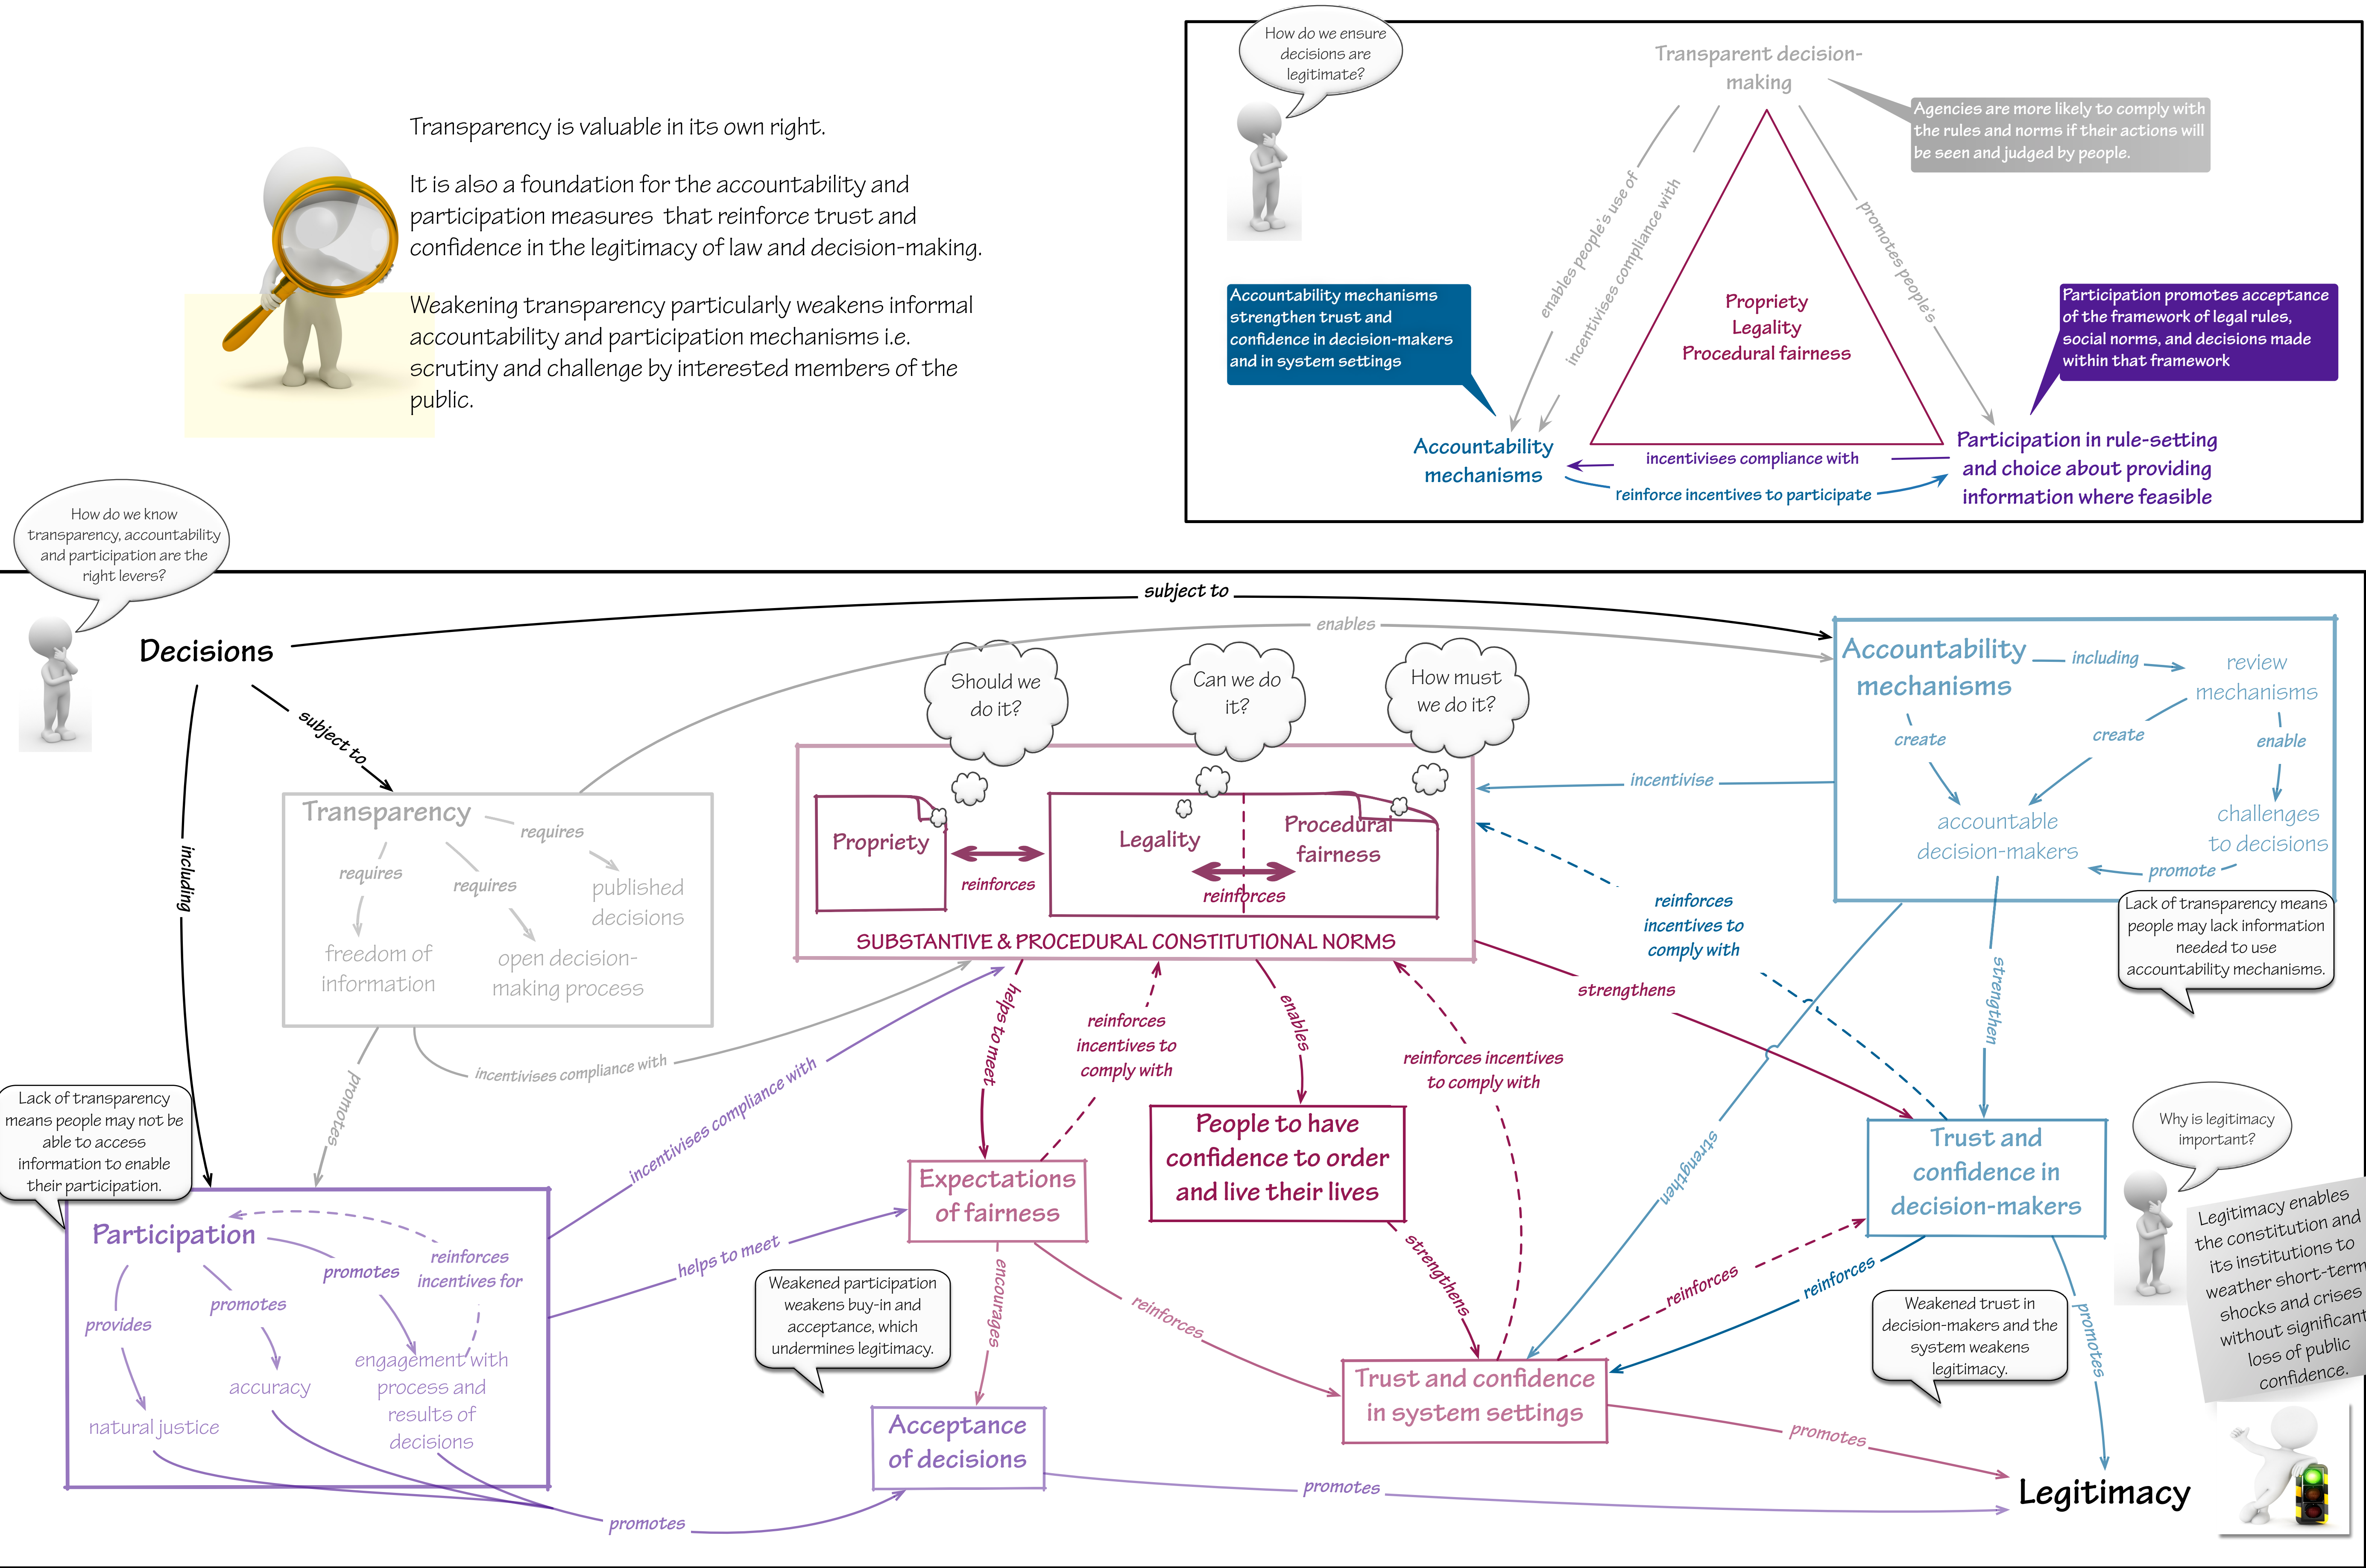 Transparency is valuable in its own right.
It is also a foundation for the accountability and
participation measures that reinforce trust and
confidence in the legitimacy of law and decision-making.
Weakening transparency particularly weakens informal
accountability and participation mechanisms i.e.
scrutiny and challenge by interested members of the
public.
How do we ensure
decisions are
legitimate?
Transparent decision-
making
Agencies are more likely to comply with
the rules and norms if their actions will
be seen and judged by people.
enables people's use of
incentivises compliance with
promotes people's
Accountability mechanisms
strengthen trust and
confidence in decision-makers
and in system settings
Propriety
Legality
Procedural fairness
Participation promotes acceptance
of the framework of legal rules,
social norms, and decisions made
within that framework
Accountability
mechanisms
incentivises compliance with
reinforce incentives to participate
Participation in rule-setting
and choice about providing
information where feasible
How do we know
transparency, accountability
and participation are the
right levers?
Decisions
subject to
enables
subject to
including
Should we
do it?
Can we do
it?
How must
we do it?
Accountability
mechanisms
including
review
mechanisms
create
create
enable
accountable
decision-makers
challenges
to decisions
promote
incentivise
Transparency
requires
requires
requires
published
decisions
freedom of
information
open decision-
making process
Propriety
reinforces
Legality
Procedural
fairness
reinforces
SUBSTANTIVE & PROCEDURAL CONSTITUTIONAL NORMS
reinforces
incentives to
comply with
Lack of transparency means
people may lack information
needed to use
accountability mechanisms.
strengthens
strengthen
strengthen
promotes
incentivises compliance with
incentivises compliance with
helps to meet
reinforces
incentives to
comply with
enables
reinforces incentives
to comply with
Lack of transparency
means people may not be
able to access
information to enable
their participation.
People to have
confidence to order
and live their lives
Expectations
of fairness
Trust and
confidence in
decision-makers
Why is legitimacy
important?
Legitimacy enables
the constitution and
its institutions to
weather short-term
shocks and crises
without significant
loss of public
confidence.
Participation
reinforces
incentives for
promotes
promotes
provides
engagement with
process and
results of
decisions
accuracy
natural justice
helps to meet
Weakened participation
weakens buy-in and
acceptance, which
undermines legitimacy.
encourages
reinforces
strengthens
reinforces
reinforces
Weakened trust in
decision-makers and the
system weakens
legitimacy.
promotes
Trust and confidence
in system settings
promotes
Acceptance
of decisions
promotes
promotes
Legitimacy